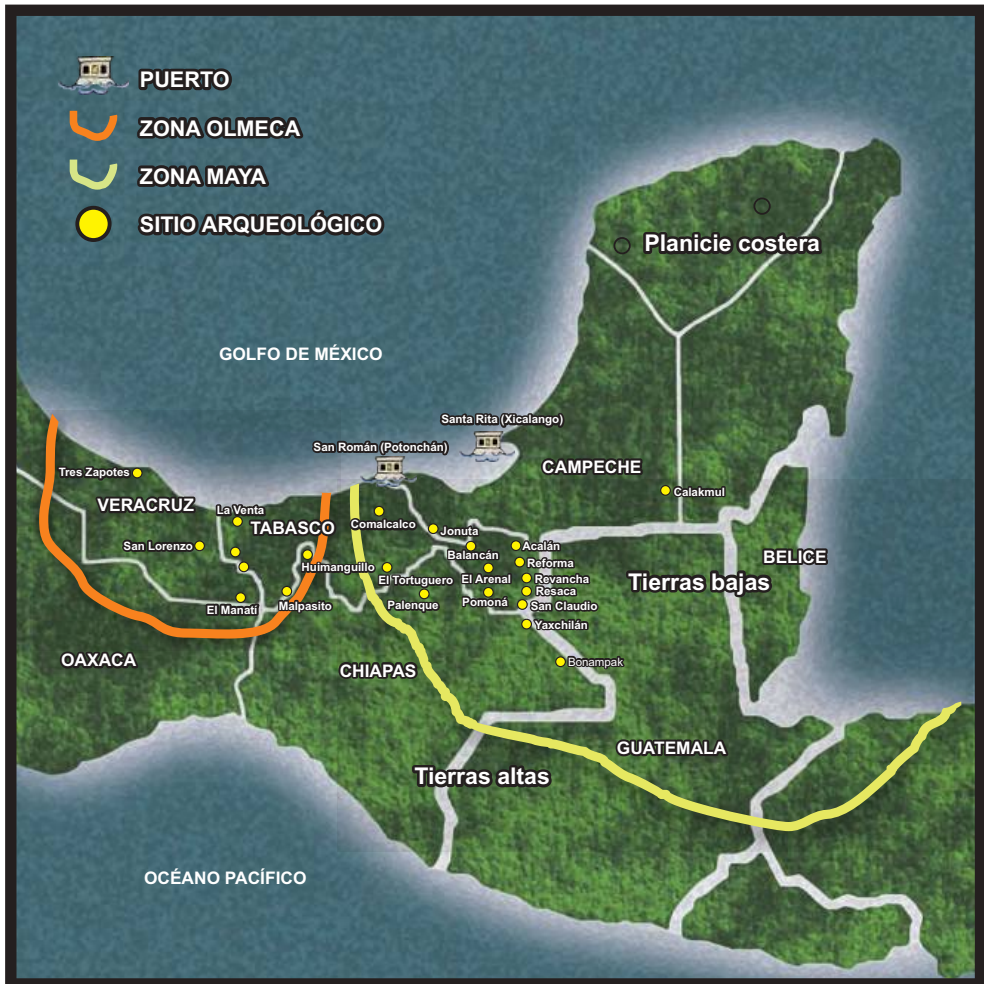 PUERTO
ZONA OLMECA
ZONA MAYA
SITIO ARQUEOLÓGICO
Planicie costera
GOLFO DE MÉXICO
Santa Rita (Xicalango)
San Román (Potonchán)
CAMPECHE
Tres Zapotes
Calakmul
VERACRUZ
La Venta
TABASCO
Comalcalco
Jonuta
San Lorenzo
Acalán
Balancán
BELICE
Huimanguillo
Reforma
El Tortuguero
El Arenal
Revancha
Tierras bajas
Resaca
El Manatí
Malpasito
Palenque
Pomoná
San Claudio
Yaxchilán
OAXACA
CHIAPAS
Bonampak
GUATEMALA
Tierras altas
OCÉANO PACÍFICO